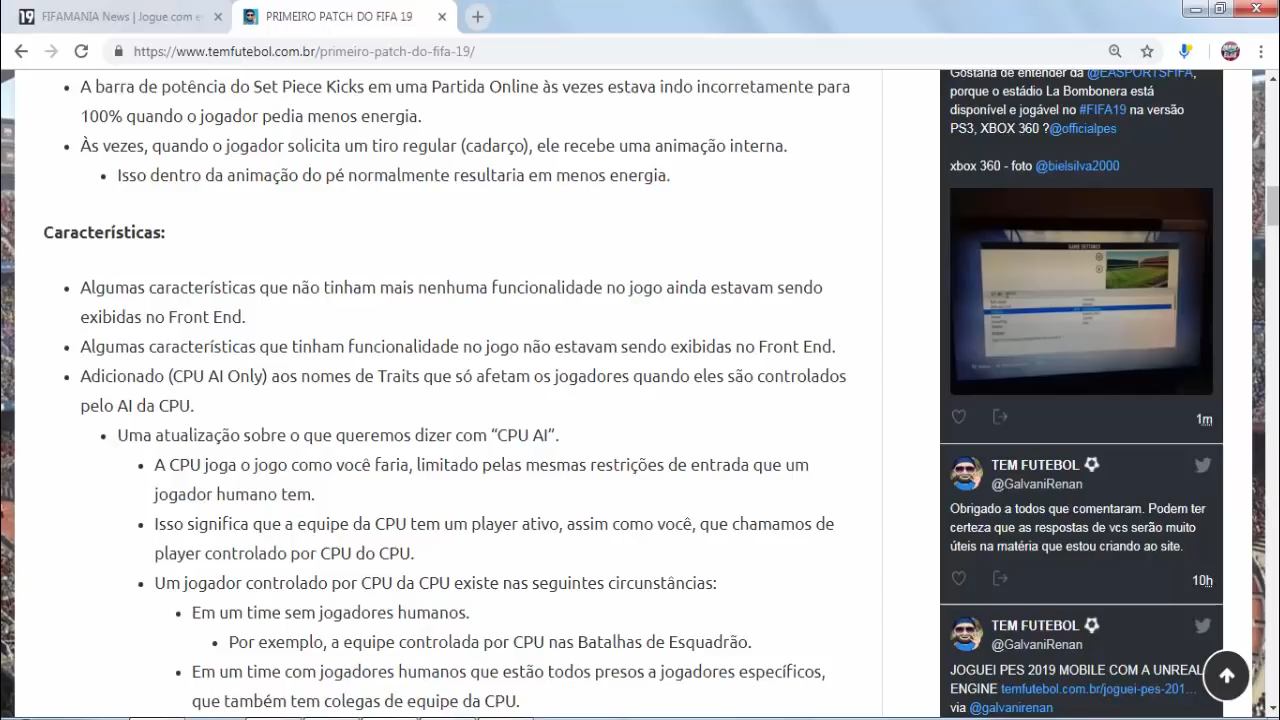 FIFAMANIA News | Jogue com e
PRIMEIRO PATCH DO FIFA 19
https://www.temfutebol.com.br/primeiro-patch-do-fifa-19/
A barra de potência do Set Piece Kicks em uma Partida Online às vezes estava indo incorretamente para
100% quando o jogador pedia menos energia.
Às vezes, quando o jogador solicita um tiro regular (cadarço), ele recebe uma animação interna.
Isso dentro da animação do pé normalmente resultaria em menos energia.
Características:
Algumas características que não tinham mais nenhuma funcionalidade no jogo ainda estavam sendo
exibidas no Front End.
Algumas características que tinham funcionalidade no jogo não estavam sendo exibidas no Front End.
Adicionado (CPU AI Only) aos nomes de Traits que só afetam os jogadores quando eles são controlados
pelo AI da CPU.
Uma atualização sobre o que queremos dizer com “CPU AI”.
A CPU joga o jogo como você faria, limitado pelas mesmas restrições de entrada que um
jogador humano tem.
Isso significa que a equipe da CPU tem um player ativo, assim como você, que chamamos de
player controlado por CPU do CPU.
Um jogador controlado por CPU da CPU existe nas seguintes circunstâncias:
Em um time sem jogadores humanos.
Por exemplo, a equipe controlada por CPU nas Batalhas de Esquadrão.
Em um time com jogadores humanos que estão todos presos a jogadores específicos,
que também tem colegas de equipe da CPU.
Gostaria de entender da @EASPORTSFIFA,
porque o estádio La Bombonera está
disponível e jogável no #FIFA19 na versão
PS3, XBOX 360 ?@officialpes
xbox 360 - foto @bielsilva2000
GAME SETTINGS
1m
TEM FUTEBOL
@GalvaniRenan
Obrigado a todos que comentaram. Podem ter
certeza que as respostas de vcs serão muito
úteis na matéria que estou criando ao site.
10h
TEM FUTEBOL
@GalvaniRenan
JOGUEI PES 2019 MOBILE COM A UNREAL
ENGINE temfutebol.com.br/joguei-pes-201…
via @galvanirenan